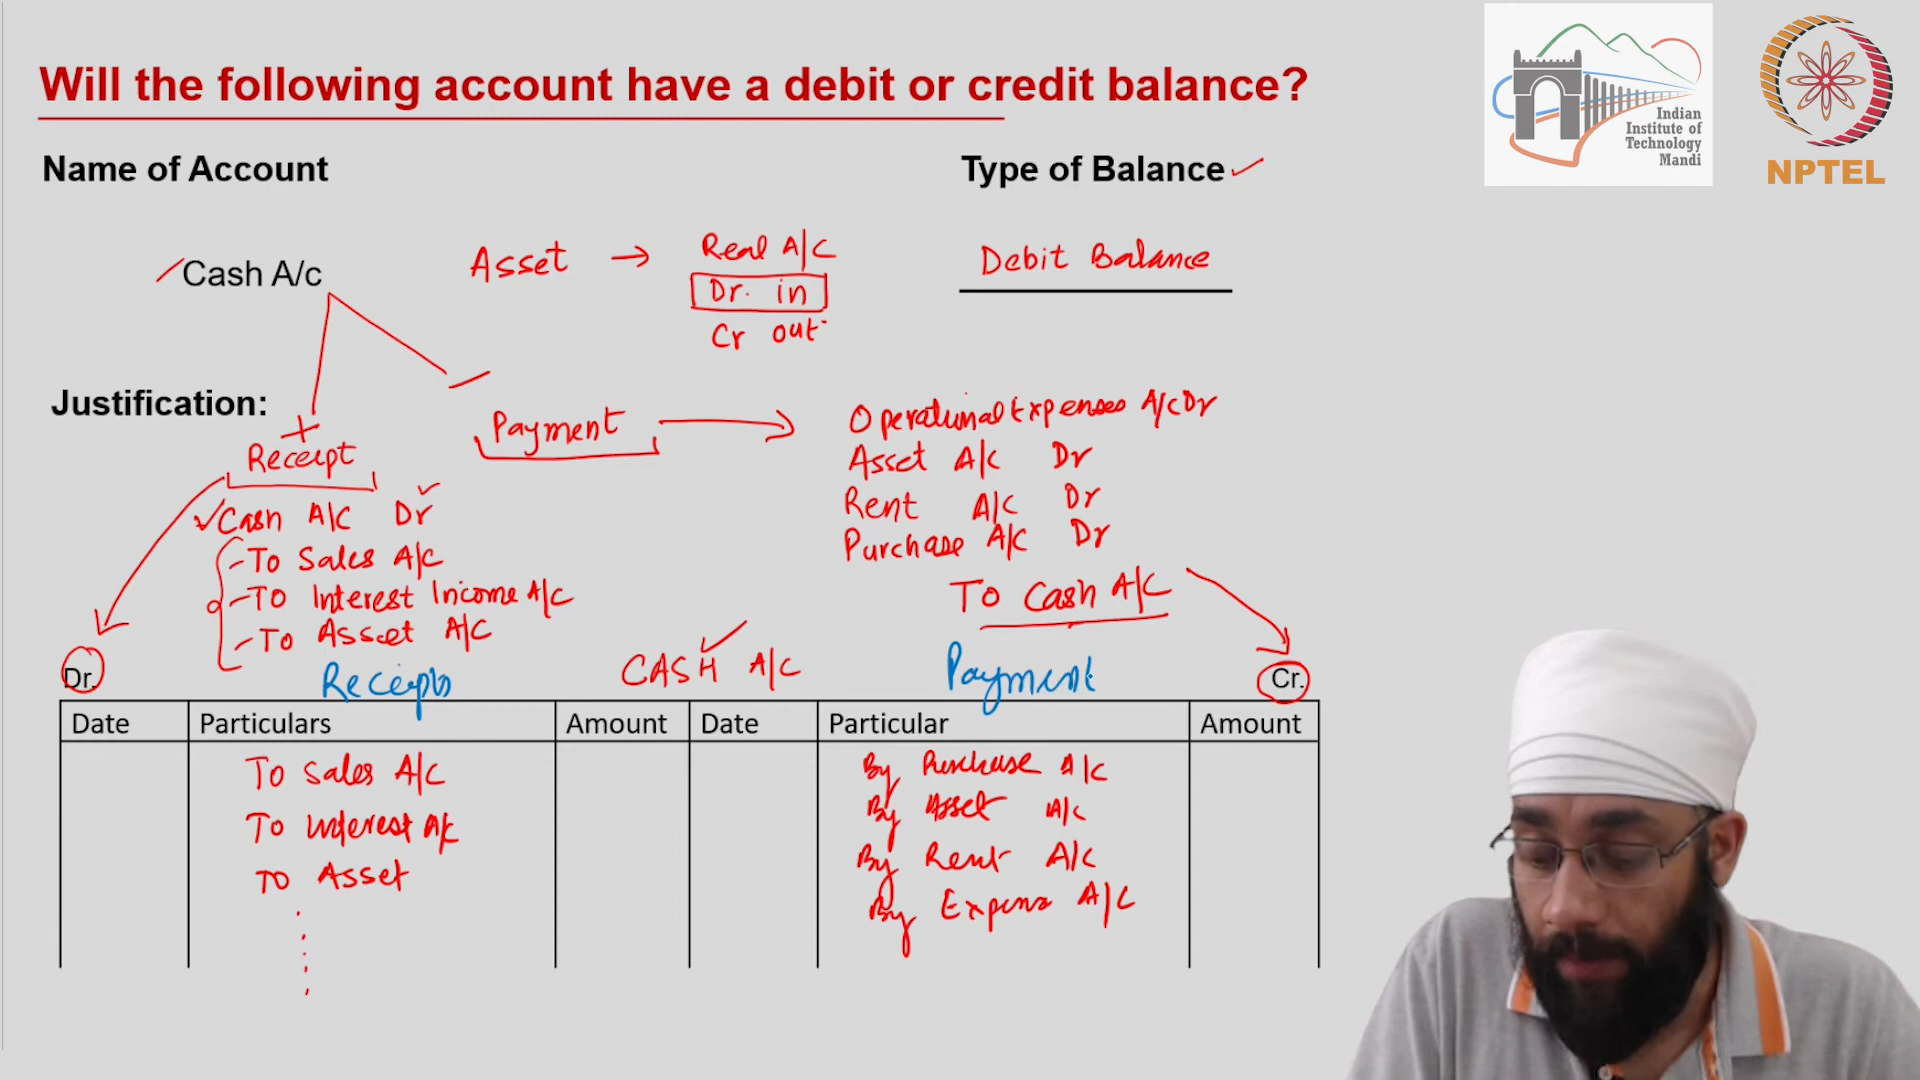 Will the following account have a debit or credit balance?
Indian
Institute of
Technology
Mandi
NPTEL
Name of Account
Type of Balance
Cash A/c
Asset → Real A/C
Dr. in
Cr out
Debit Balance
Justification:
Receipt
Cash A/C Dr
To Sales A/C
To Interest Income A/C
To Asset A/C
Payment
Operational Expenses A/C Dr
Asset A/C Dr
Rent A/C Dr
Purchase A/C Dr
To Cash A/C
Dr.
Receipts
CASH A/C
Payment
Cr.
Date Particulars Amount Date Particular Amount
To Sales A/C
To Interest A/C
To Asset
By Purchase A/C
By Asset A/C
By Rent A/C
By Expense A/C